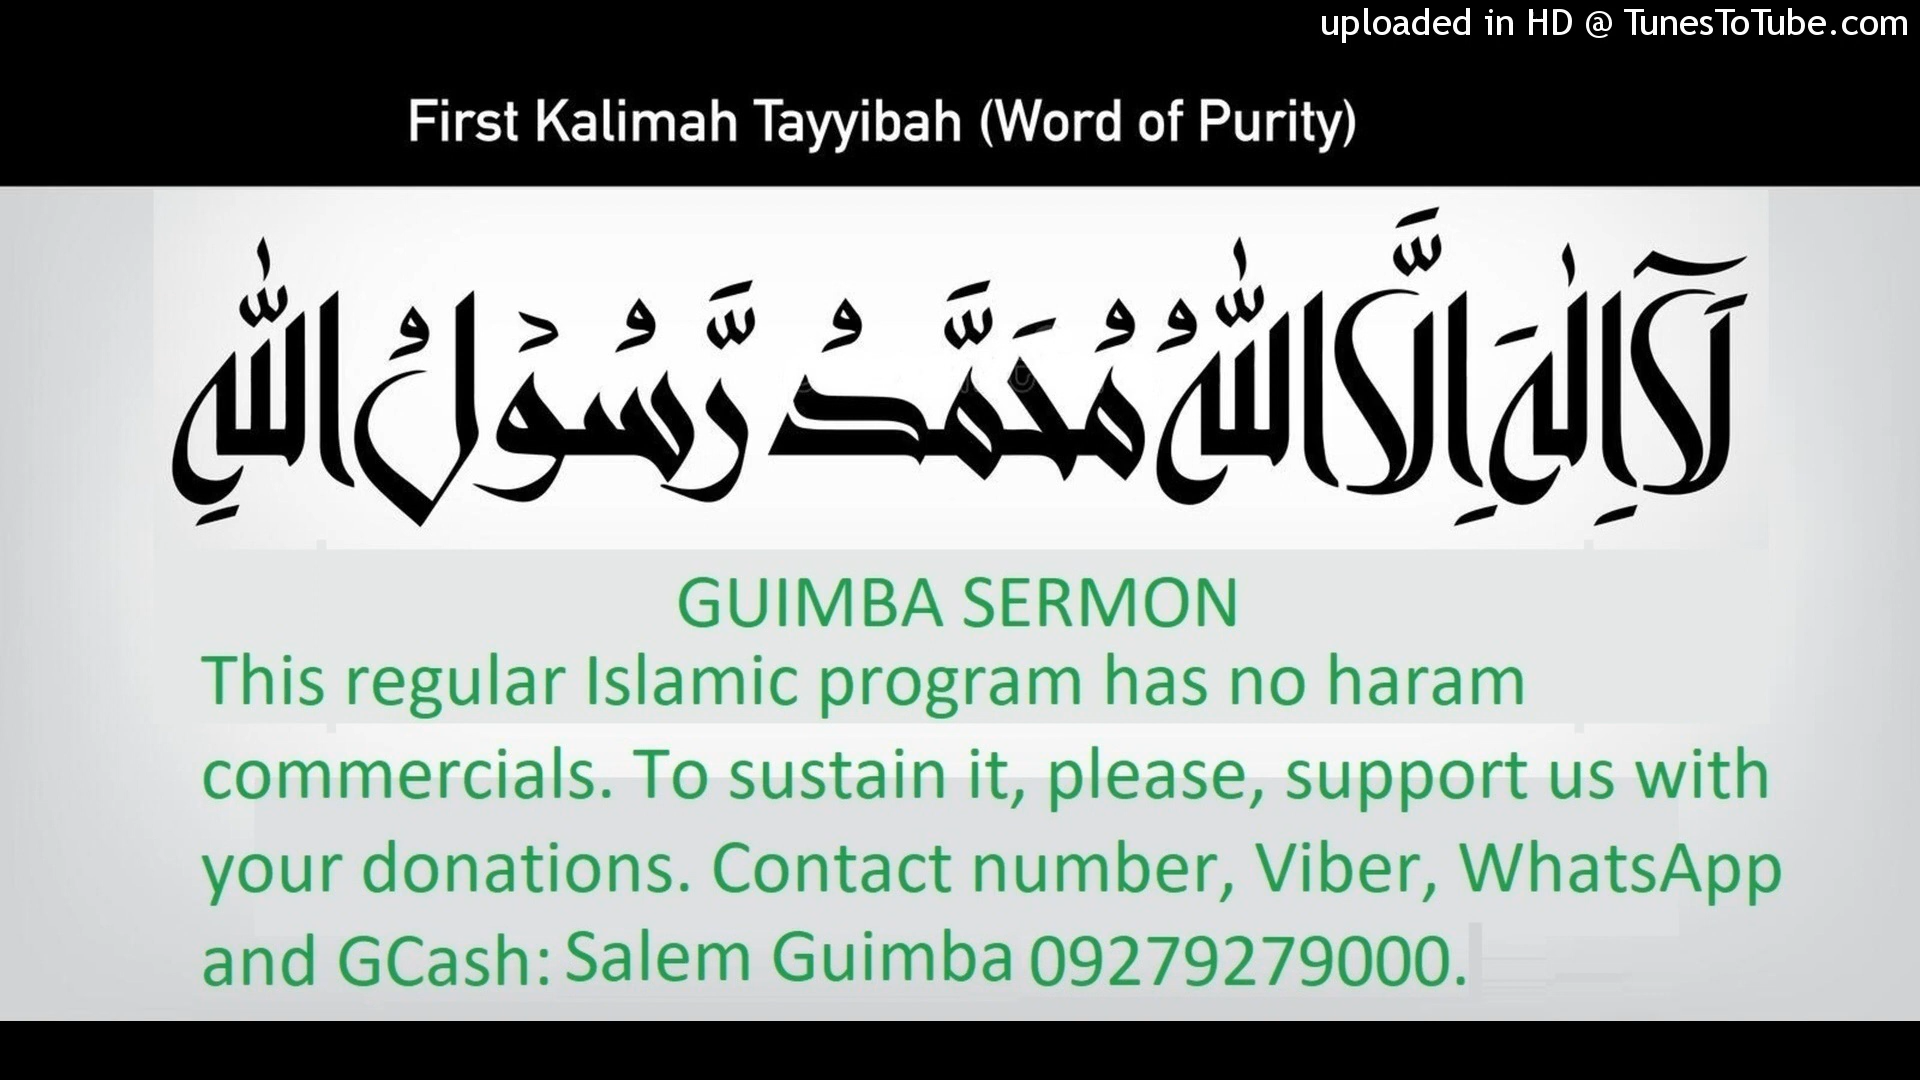 uploaded in HD @ TunesToTube.com
First Kalimah Tayyibah (Word of Purity)
لَآ اِلٰهَ اِلَّا اللّٰهُ مُحَمَّدٌ رَّسُوْلُ اللّٰهِ
GUIMBA SERMON
This regular Islamic program has no haram
commercials. To sustain it, please, support us with
your donations. Contact number, Viber, WhatsApp
and GCash: Salem Guimba 09279279000.